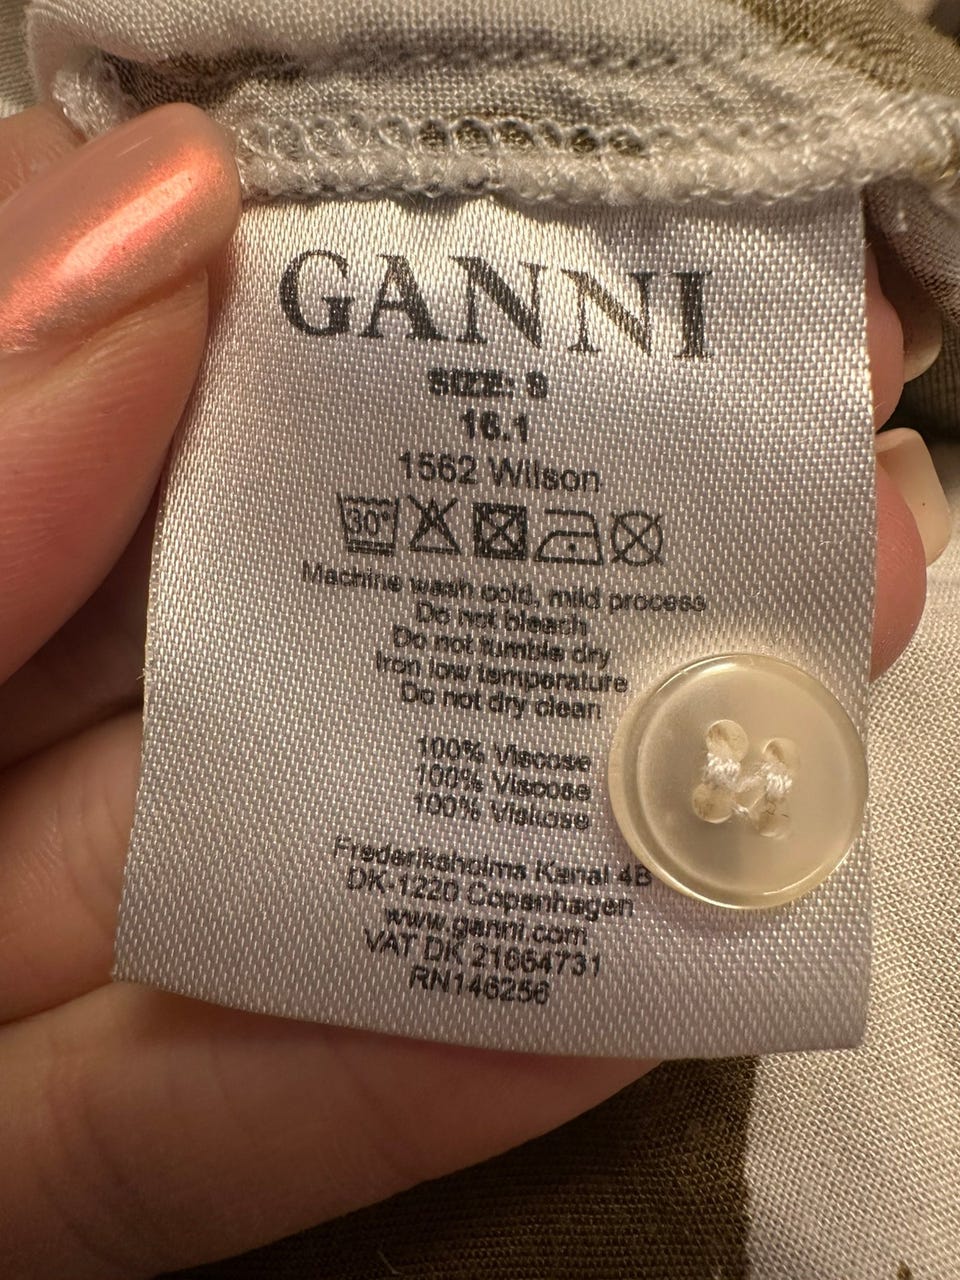 GANNI
SIZE: S
16.1
1562 Wilson
30°
Machine wash cold, mild process
Do not bleach
Do not tumble dry
Iron low temperature
Do not dry clean
100% Viscose
100% Viscose
100% Viskose
Frederiksholms Kanal 4B
DK-1220 Copenhagen
www.ganni.com
VAT DK 21664731
RN146256